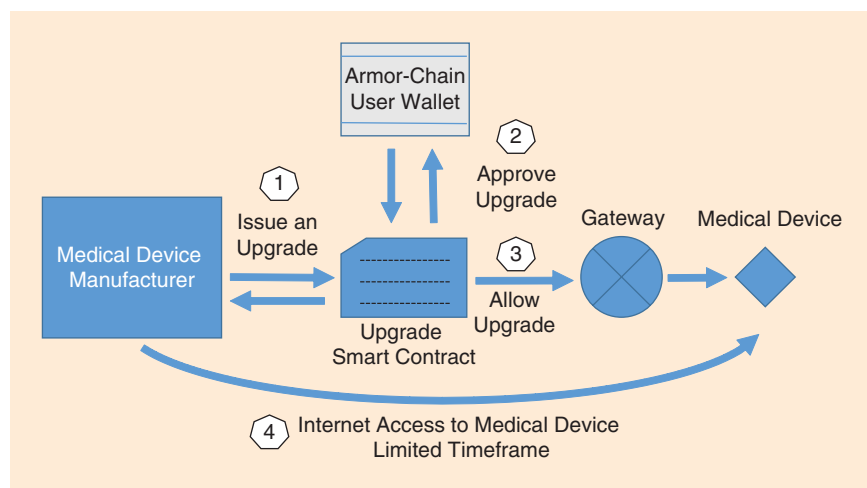 Armor-Chain
User Wallet
1
Issue an
Upgrade
2
Approve
Upgrade
Medical Device
Manufacturer
Upgrade
Smart Contract
3
Allow
Upgrade
Gateway
Medical Device
4
Internet Access to Medical Device
Limited Timeframe